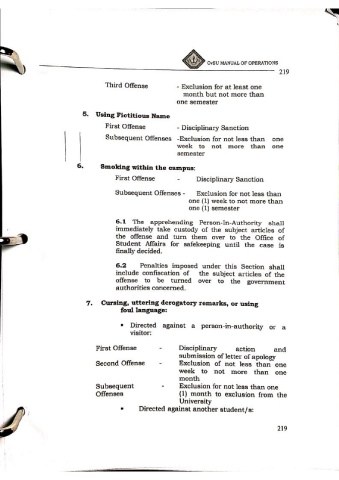 CvSU MANUAL OF OPERATIONS
219
Third Offense - Exclusion for at least one
month but not more than
one semester
5. Using Fictitious Name
First Offense - Disciplinary Sanction
Subsequent Offenses -Exclusion for not less than one
week to not more than one
semester
6. Smoking within the campus:
First Offense - Disciplinary Sanction
Subsequent Offenses - Exclusion for not less than
one (1) week to not more than
one (1) semester
6.1 The apprehending Person-In-Authority shall
immediately take custody of the subject articles of
the offense and turn them over to the Office of
Student Affairs for safekeeping until the case is
finally decided.
6.2 Penalties imposed under this Section shall
include confiscation of the subject articles of the
offense to be turned over to the government
authorities concerned.
7. Cursing, uttering derogatory remarks, or using
foul language:
• Directed against a person-in-authority or a
visitor:
First Offense - Disciplinary action and
submission of letter of apology
Second Offense - Exclusion of not less than one
week to not more than one
month
Subsequent - Exclusion for not less than one
Offenses (1) month to exclusion from the
University
• Directed against another student/s:
219